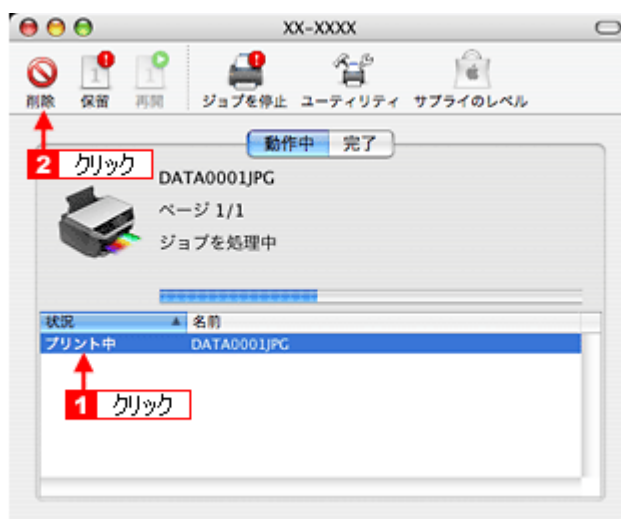 XX-XXXX
削除 保留 再開 ジョブを停止 ユーティリティ サプライのレベル
動作中 完了
2 クリック
DATA0001JPG
ページ 1/1
ジョブを処理中
状況 名前
プリント中 DATA0001JPG
1 クリック